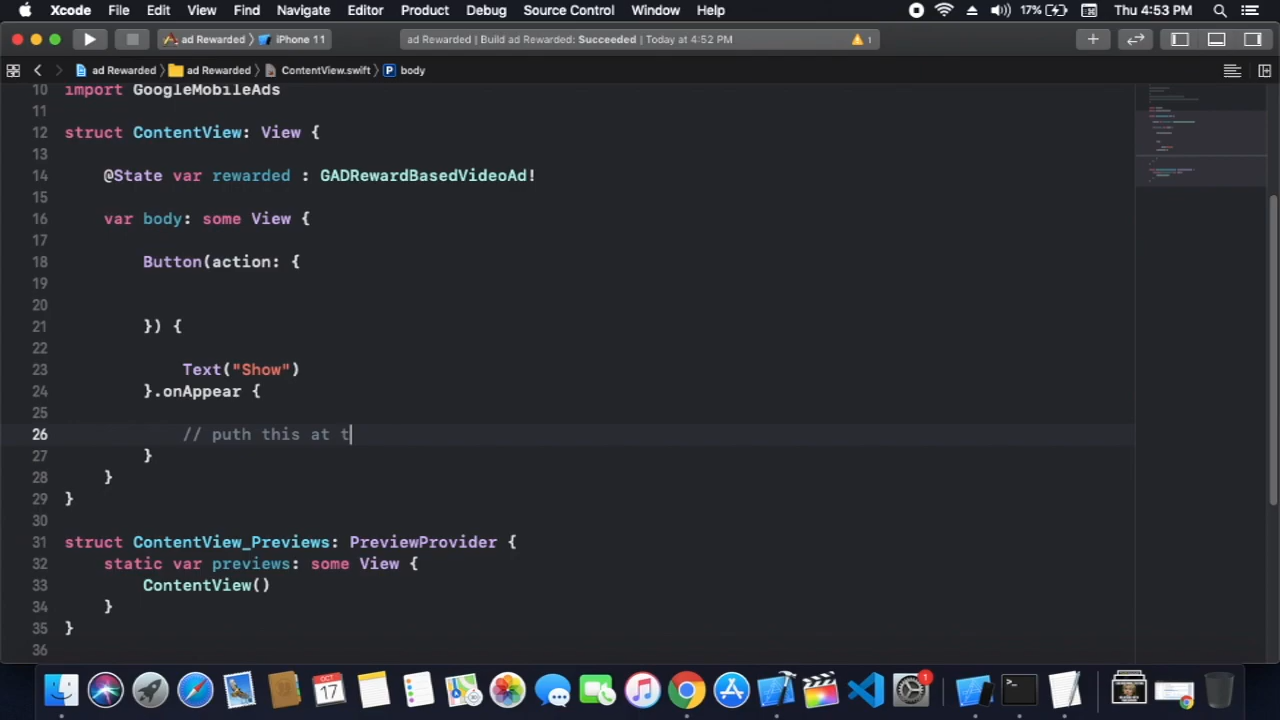 Xcode File Edit View Find Navigate Editor Product Debug Source Control Window Help 17% Thu 4:53 PM
ad Rewarded iPhone 11 ad Rewarded | Build ad Rewarded: Succeeded | Today at 4:52 PM 1
ad Rewarded ad Rewarded ContentView.swift P body
10 import GoogleMobileAds
11
12 struct ContentView: View {
13
14 @State var rewarded : GADRewardBasedVideoAd!
15
16 var body: some View {
17
18 Button(action: {
19
20
21 }) {
22
23 Text("Show")
24 }.onAppear {
25
26 // puth this at t
27 }
28 }
29 }
30
31 struct ContentView_Previews: PreviewProvider {
32 static var previews: some View {
33 ContentView()
34 }
35 }
36
OCT
17
1